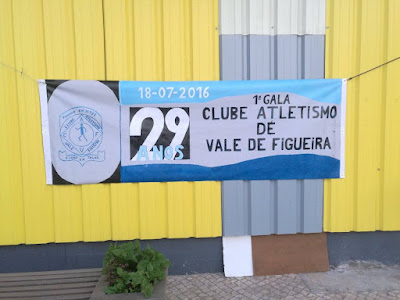 18-07-2016
29
ANOS
1ª GALA
CLUBE ATLETISMO
DE
VALE DE FIGUEIRA